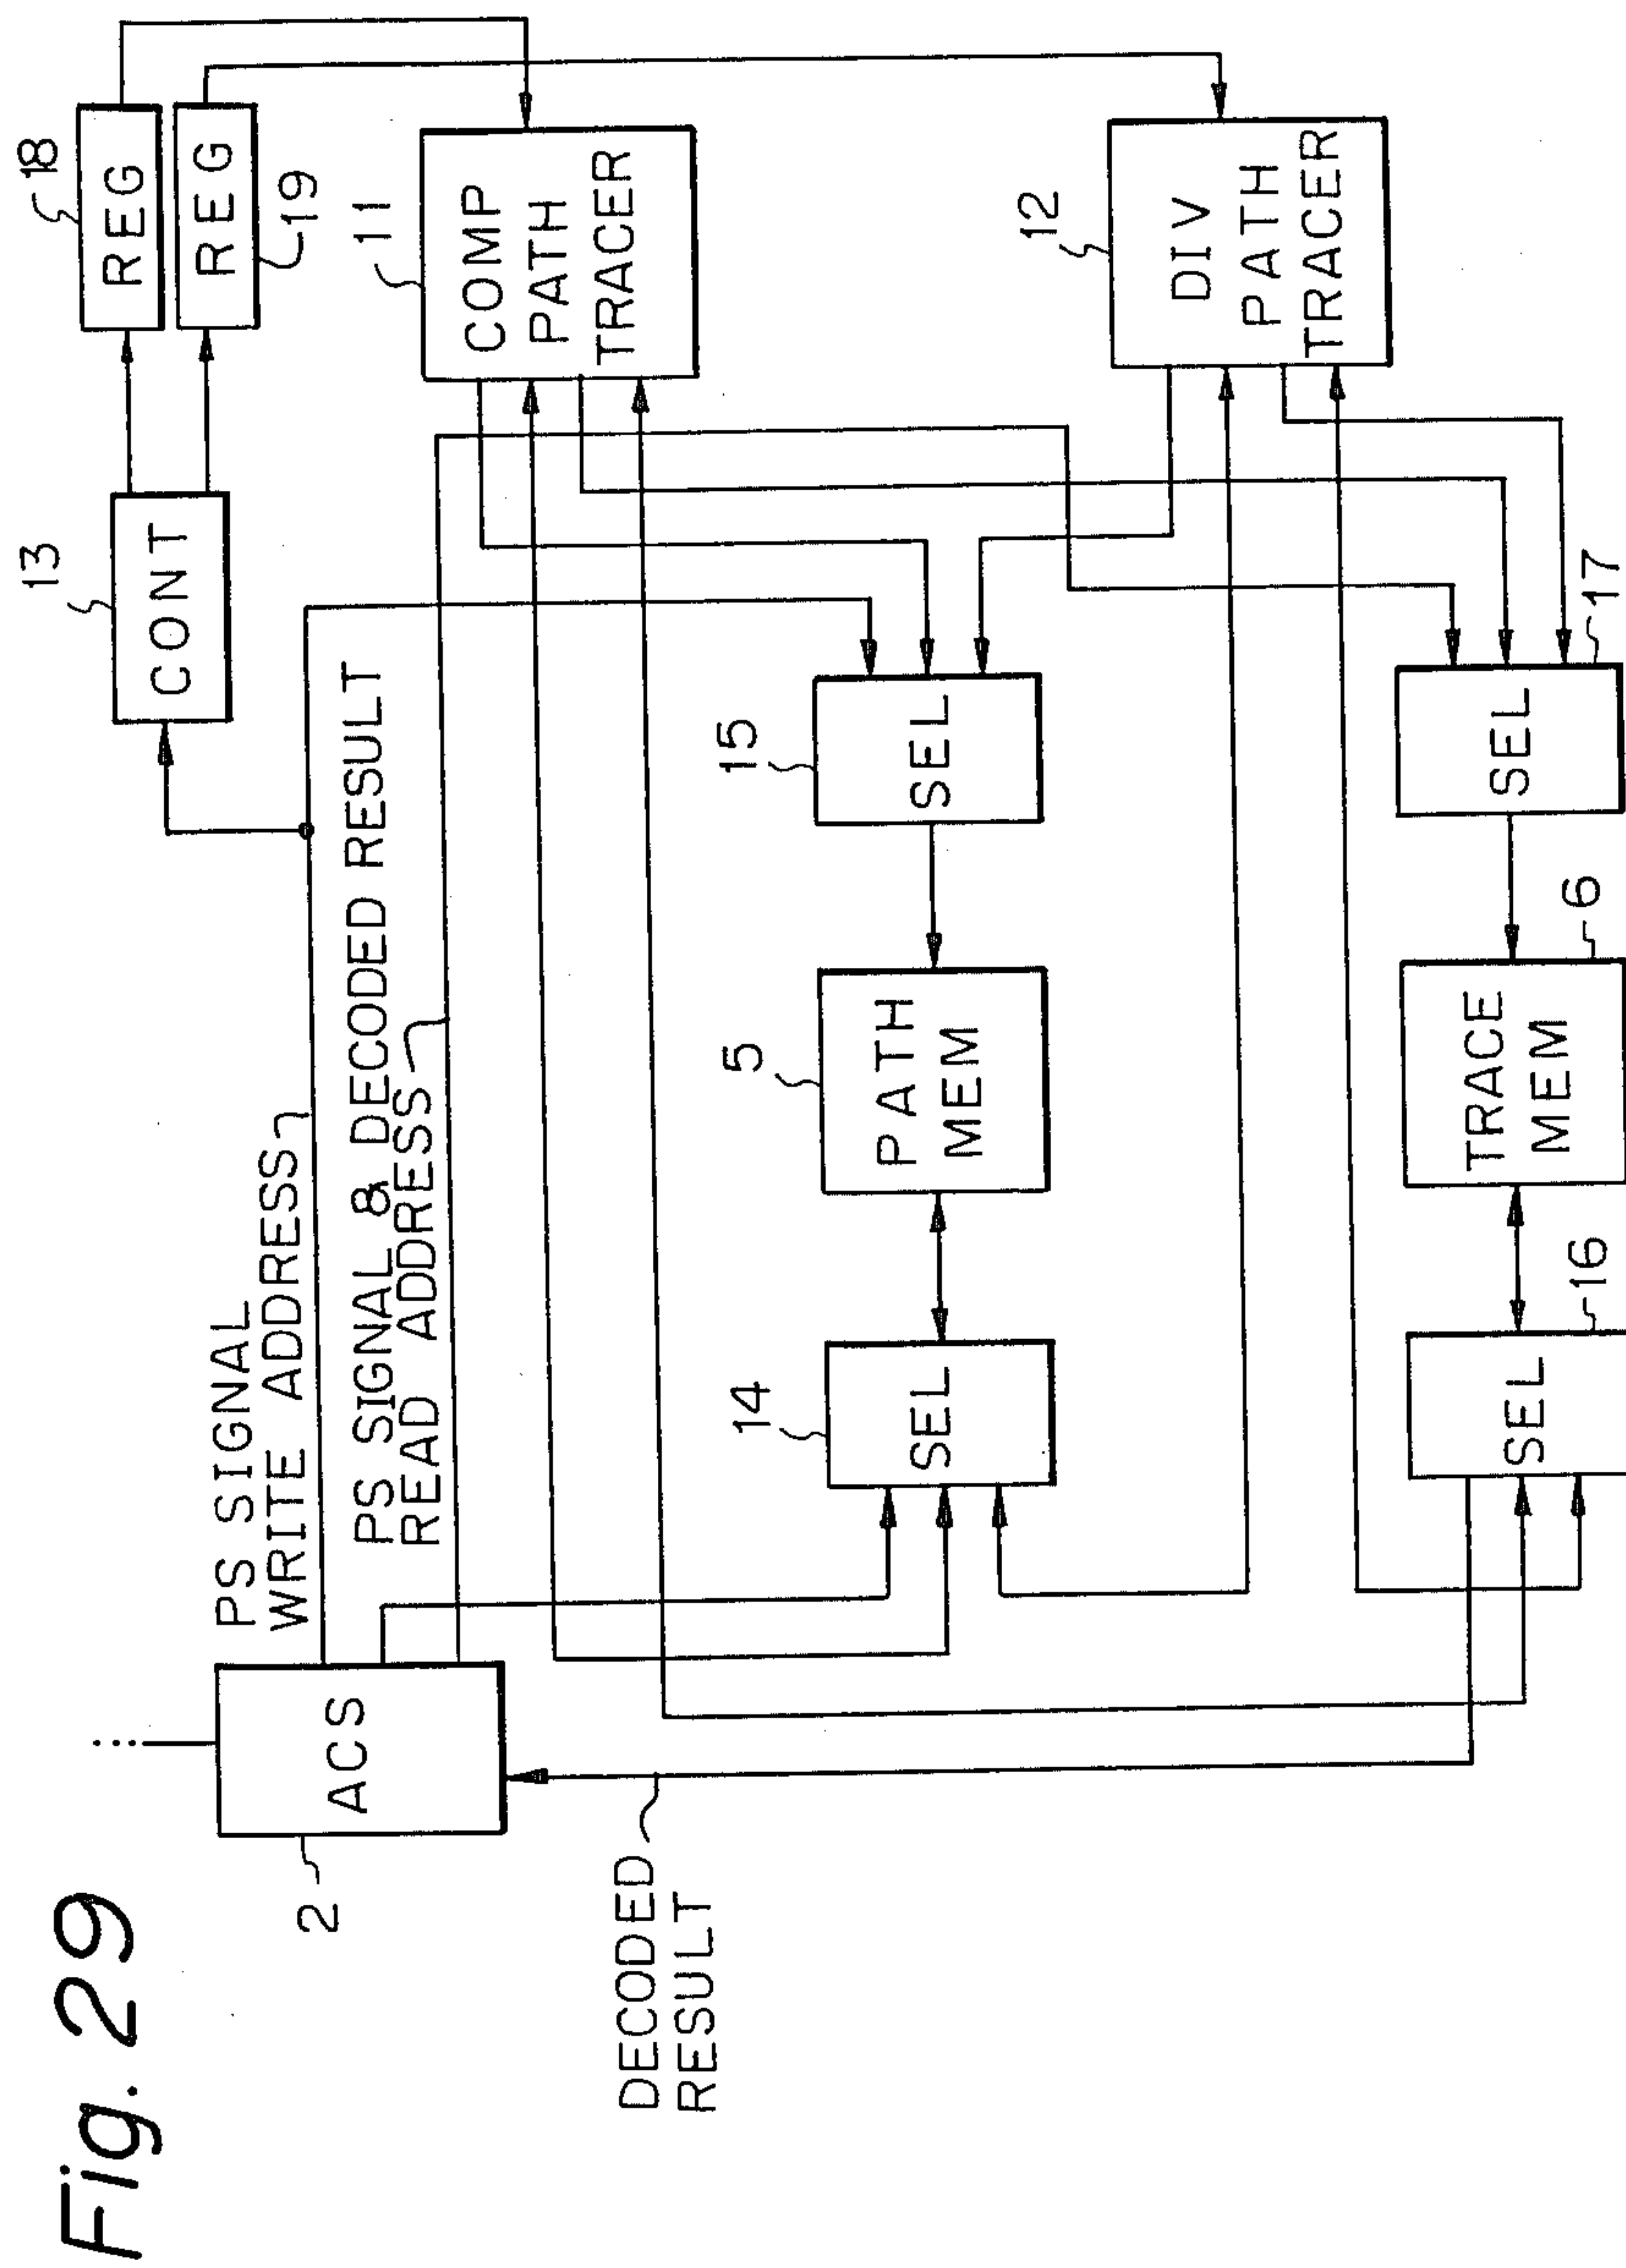 Fig. 29
2
ACS
PS SIGNAL
WRITE ADDRESS
PS SIGNAL & DECODED RESULT
READ ADDRESS
DECODED
RESULT
13
CONT
18
REG
REG
19
11
COMP
PATH
TRACER
14
SEL
5
PATH
MEM
15
SEL
12
DIV
PATH
TRACER
SEL
16
TRACE
MEM
6
SEL
17